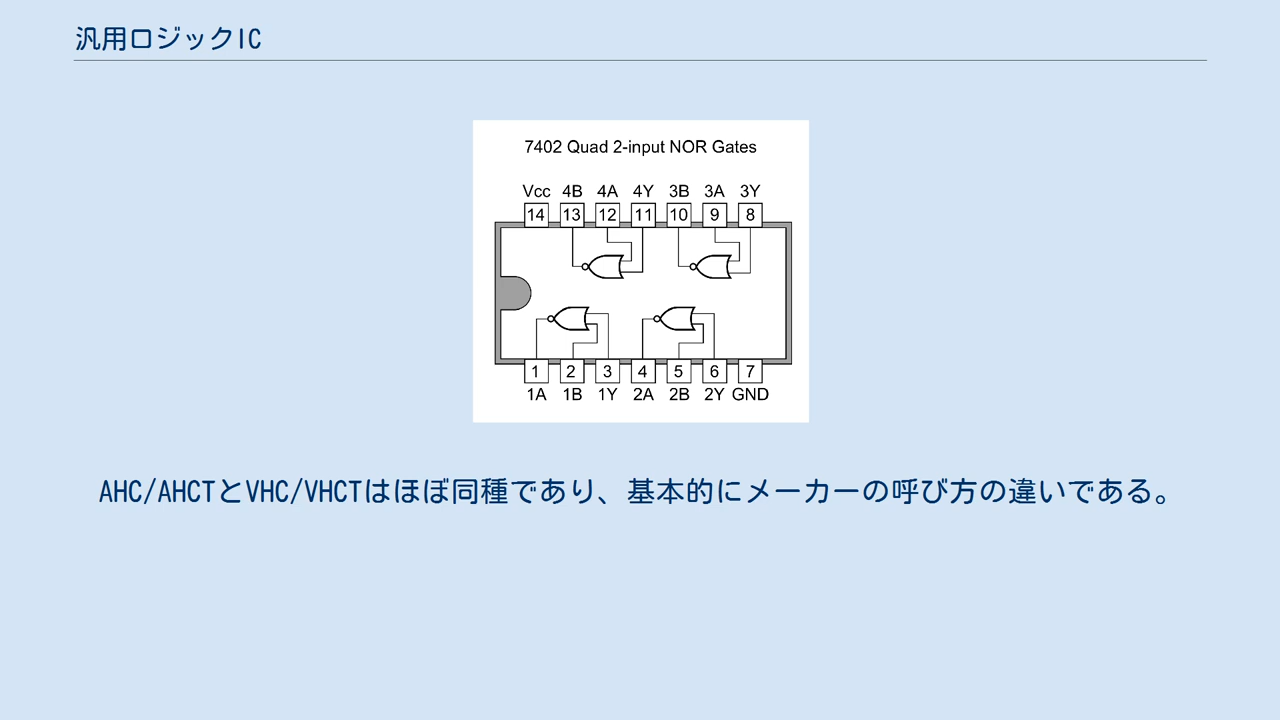 汎用ロジックIC
7402 Quad 2-input NOR Gates
Vcc 4B 4A 4Y 3B 3A 3Y
14 13 12 11 10 9 8
1 2 3 4 5 6 7
1A 1B 1Y 2A 2B 2Y GND
AHC/AHCTとVHC/VHCTはほぼ同種であり、基本的にメーカーの呼び方の違いである。